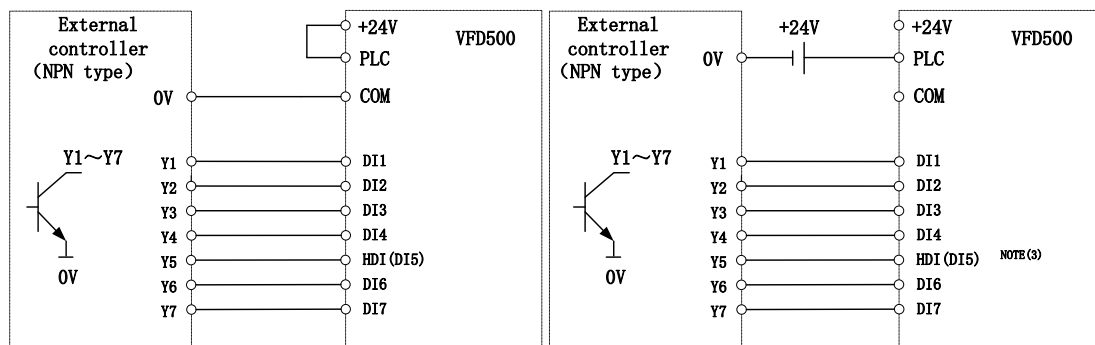 External
controller
(NPN type)
+24V
VFD500
PLC
0V
COM
Y1～Y7
0V
Y1
DI1
Y2
DI2
Y3
DI3
Y4
DI4
Y5
HDI(DI5)
Y6
DI6
Y7
DI7
External
controller
(NPN type)
+24V
+24V
VFD500
0V
PLC
COM
Y1～Y7
0V
Y1
DI1
Y2
DI2
Y3
DI3
Y4
DI4
Y5
HDI(DI5)
NOTE(3)
Y6
DI6
Y7
DI7